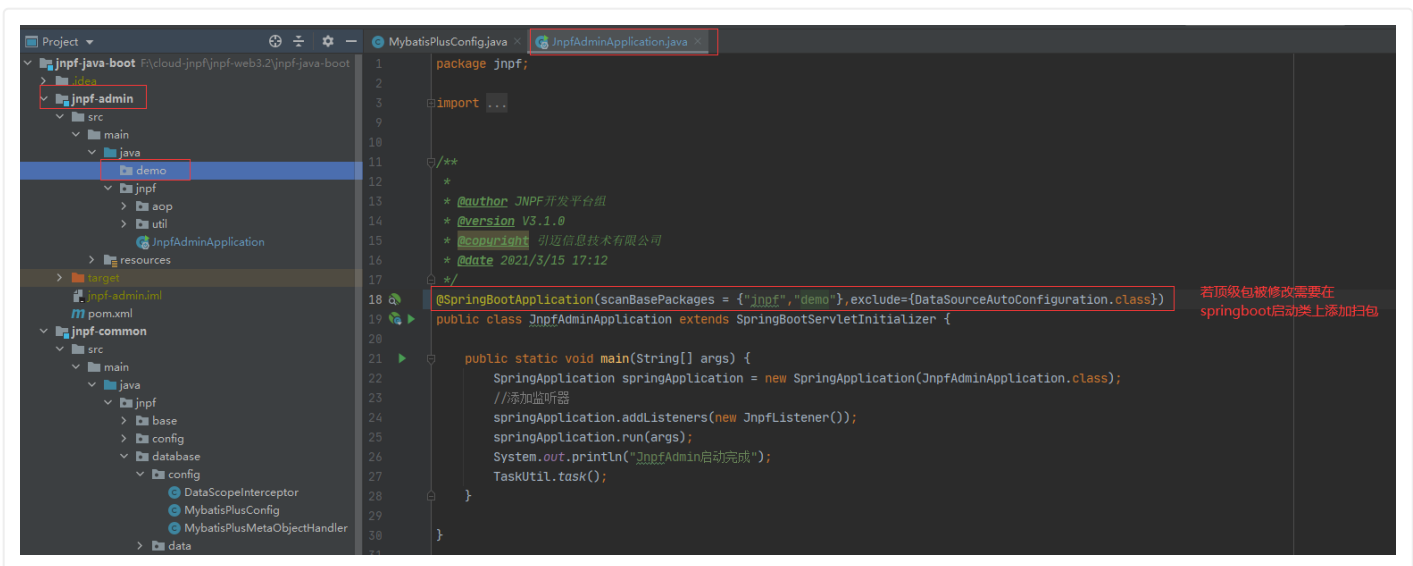 Project
MybatisPlusConfig.java
JnpfAdminApplication.java
jnpf-java-boot F:\cloud-jnpf\jnpf-web3.2\jnpf-java-boot
.idea
jnpf-admin
src
main
java
demo
jnpf
aop
util
JnpfAdminApplication
resources
target
jnpf-admin.iml
pom.xml
jnpf-common
src
main
java
jnpf
base
config
database
config
DataScopeInterceptor
MybatisPlusConfig
MybatisPlusMetaObjectHandler
data
1 package jnpf;
2
3 import ...
9
10
11 /**
12 *
13 * @author JNPF开发平台组
14 * @version V3.1.0
15 * @copyright 引迈信息技术有限公司
16 * @date 2021/3/15 17:12
17 */
18 @SpringBootApplication(scanBasePackages = {"jnpf","demo"},exclude={DataSourceAutoConfiguration.class})
19 public class JnpfAdminApplication extends SpringBootServletInitializer {
20
21 public static void main(String[] args) {
22 SpringApplication springApplication = new SpringApplication(JnpfAdminApplication.class);
23 //添加监听器
24 springApplication.addListeners(new JnpfListener());
25 springApplication.run(args);
26 System.out.println("JnpfAdmin启动完成");
27 TaskUtil.task();
28 }
29
30 }
31
若顶级包被修改需要在
springboot启动类上添加扫包